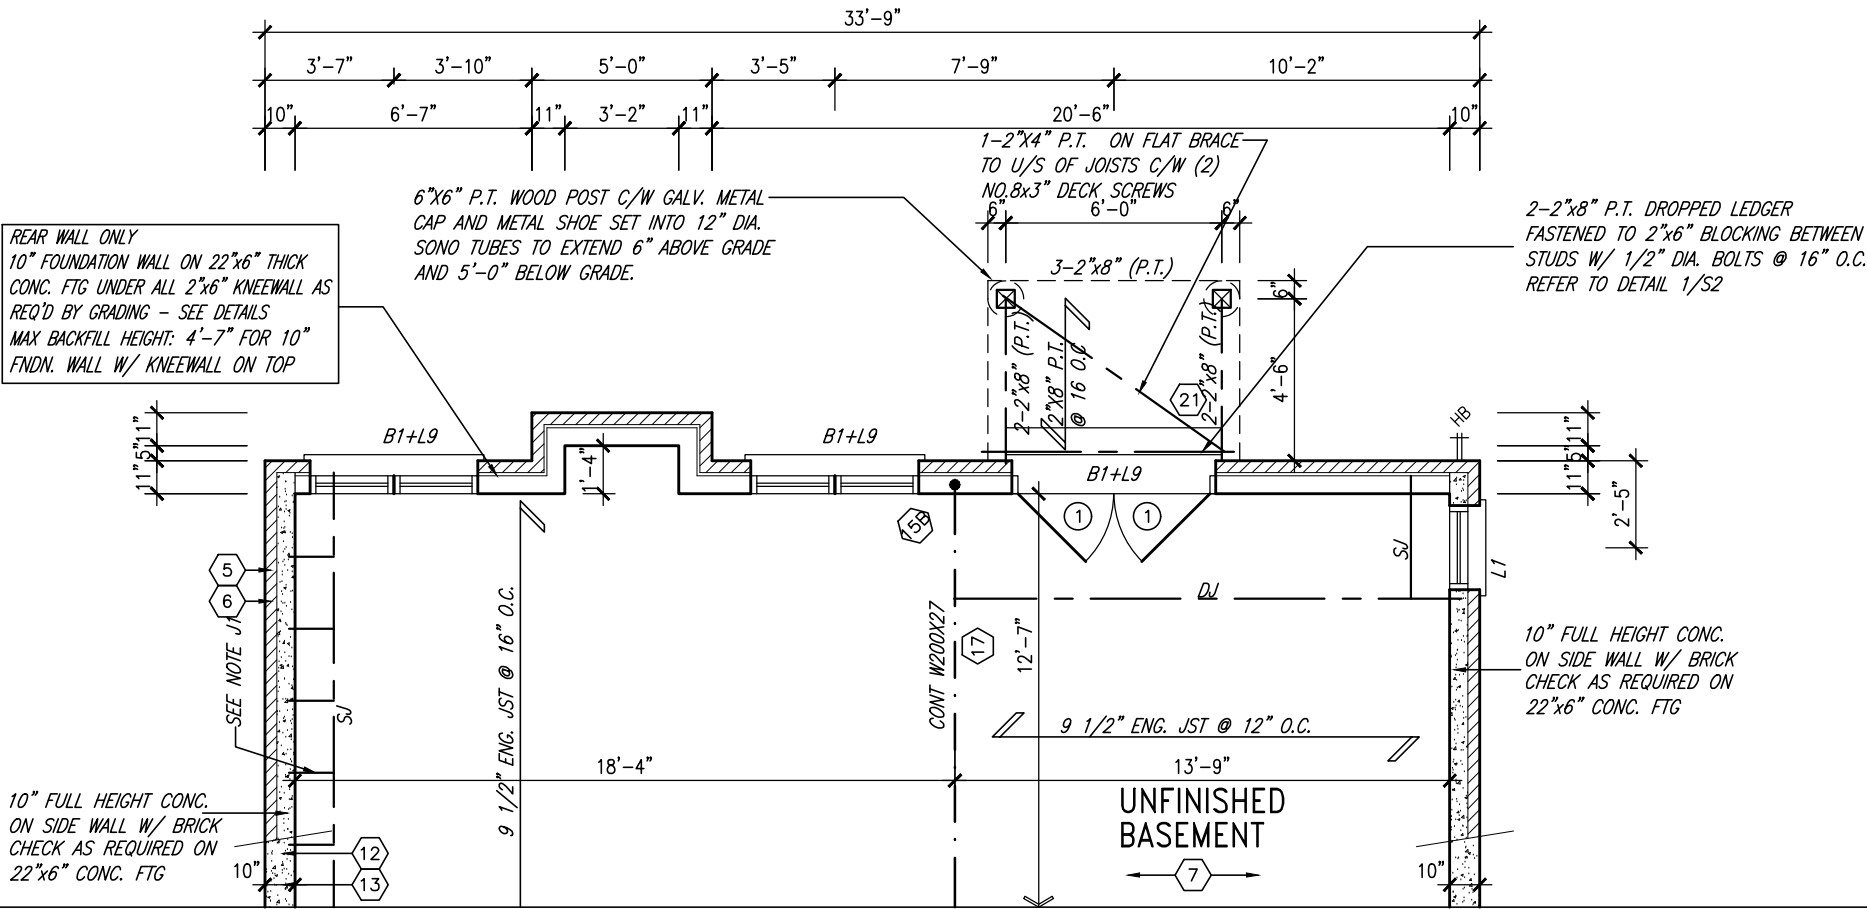 33'-9"
3'-7" 3'-10" 5'-0" 3'-5" 7'-9" 10'-2"
10" 6'-7" 11" 3'-2" 11" 20'-6" 10"
1-2"X4" P.T. ON FLAT BRACE
TO U/S OF JOISTS C/W (2)
NO.8x3" DECK SCREWS
6" 6'-0" 6"
6"X6" P.T. WOOD POST C/W GALV. METAL
CAP AND METAL SHOE SET INTO 12" DIA.
SONO TUBES TO EXTEND 6" ABOVE GRADE
AND 5'-0" BELOW GRADE.
2-2"x8" P.T. DROPPED LEDGER
FASTENED TO 2"x6" BLOCKING BETWEEN
STUDS W/ 1/2" DIA. BOLTS @ 16" O.C.
REFER TO DETAIL 1/S2
REAR WALL ONLY
10" FOUNDATION WALL ON 22"x6" THICK
CONC. FTG UNDER ALL 2"x6" KNEEWALL AS
REQ'D BY GRADING - SEE DETAILS
MAX BACKFILL HEIGHT: 4'-7" FOR 10"
FNDN. WALL W/ KNEEWALL ON TOP
3-2"x8" (P.T.)
6"
4'-6"
2-2"x8" (P.T.)
2"X8" P.T.
@ 16 O.C
2-2"x8" (P.T.)
21
11"
5"
11"
B1+L9
B1+L9
B1+L9
HB
11"
5"
11"
2'-5"
1'-4"
15B
1
1
SJ
L1
5
6
SEE NOTE J1
SJ
9 1/2" ENG. JST @ 16" O.C.
CONT W200X27
17
12'-7"
DJ
10" FULL HEIGHT CONC.
ON SIDE WALL W/ BRICK
CHECK AS REQUIRED ON
22"x6" CONC. FTG
9 1/2" ENG. JST @ 12" O.C.
18'-4"
13'-9"
UNFINISHED
BASEMENT
7
10" FULL HEIGHT CONC.
ON SIDE WALL W/ BRICK
CHECK AS REQUIRED ON
22"x6" CONC. FTG
10"
12
13
10"